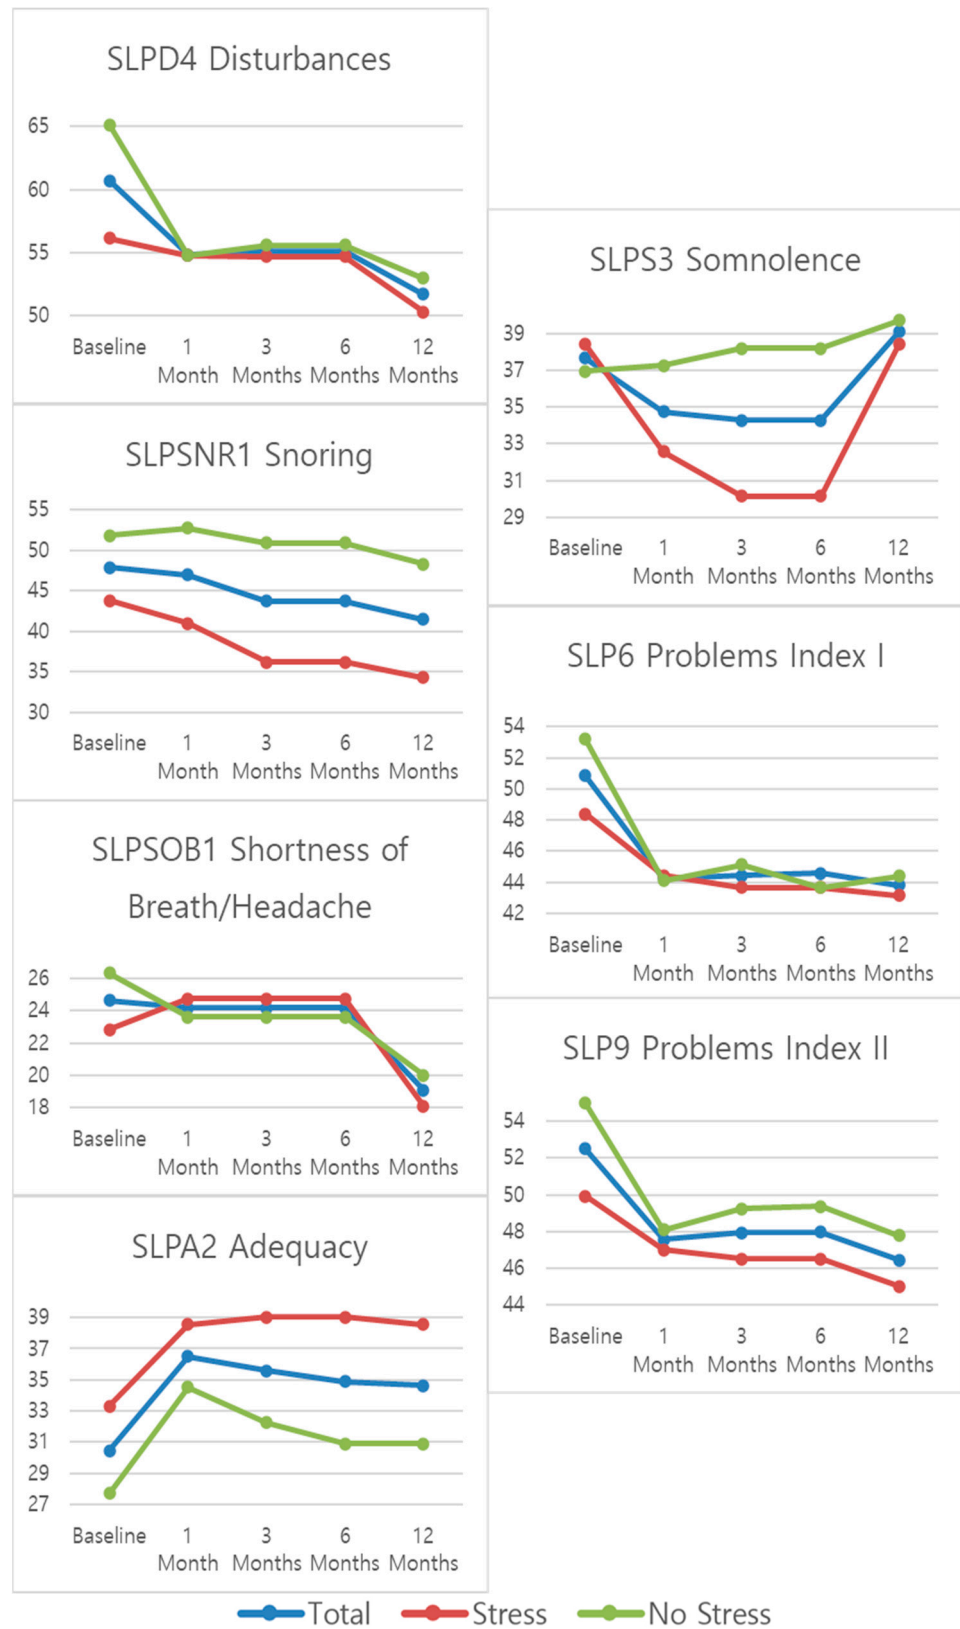 SLPD4 Disturbances
65
60
55
50
Baseline 1 3 6 12
Month Months Months Months
SLPSNR1 Snoring
55
50
45
40
35
30
Baseline 1 3 6 12
Month Months Months Months
SLPSOB1 Shortness of
Breath/Headache
26
24
22
20
18
Baseline 1 3 6 12
Month Months Months Months
SLPA2 Adequacy
39
37
35
33
31
29
27
Baseline 1 3 6 12
Month Months Months Months
SLPS3 Somnolence
39
37
35
33
31
29
Baseline 1 3 6 12
Month Months Months Months
SLP6 Problems Index I
54
52
50
48
46
44
42
Baseline 1 3 6 12
Month Months Months Months
SLP9 Problems Index II
54
52
50
48
46
44
Baseline 1 3 6 12
Month Months Months Months
Total Stress No Stress